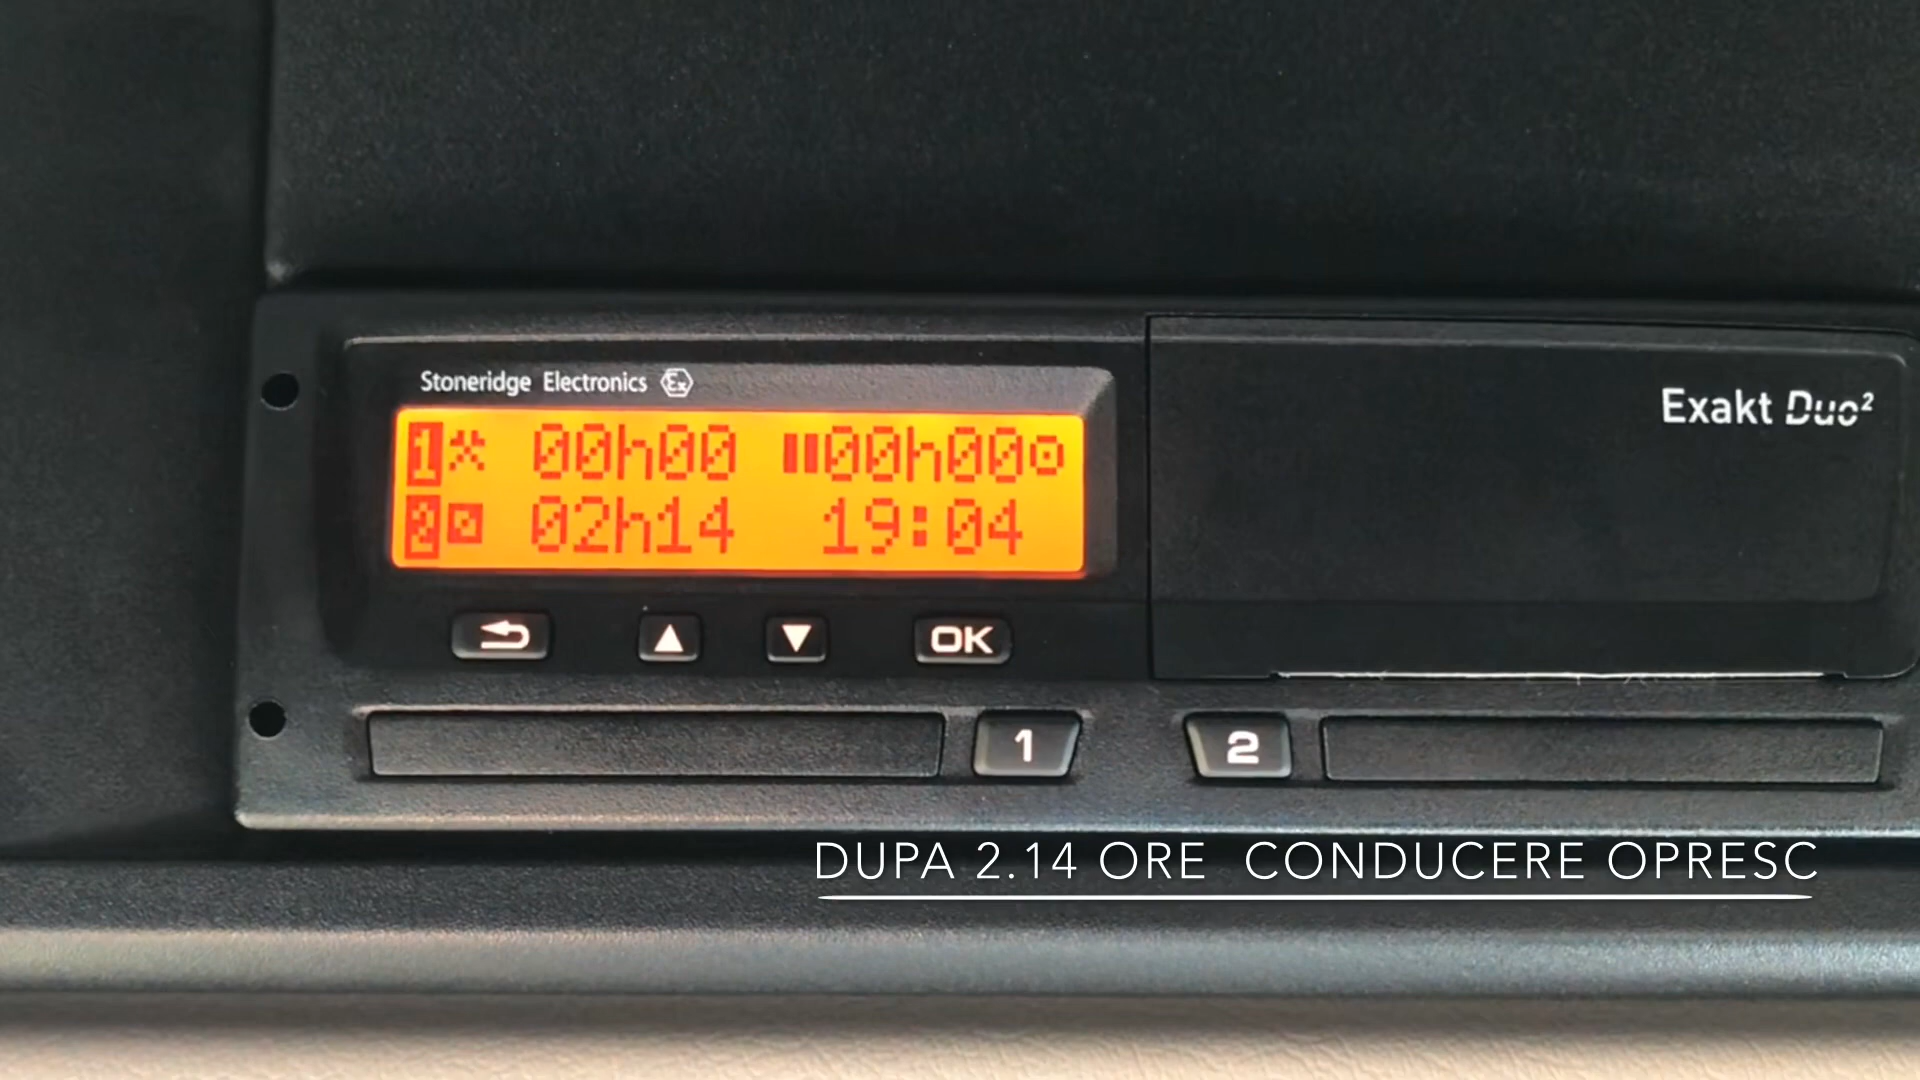 Stoneridge Electronics Ex
Exakt Duo²
1 00h00 00h00
2 02h14 19:04
OK
1 2
DUPA 2.14 ORE CONDUCERE OPRESC